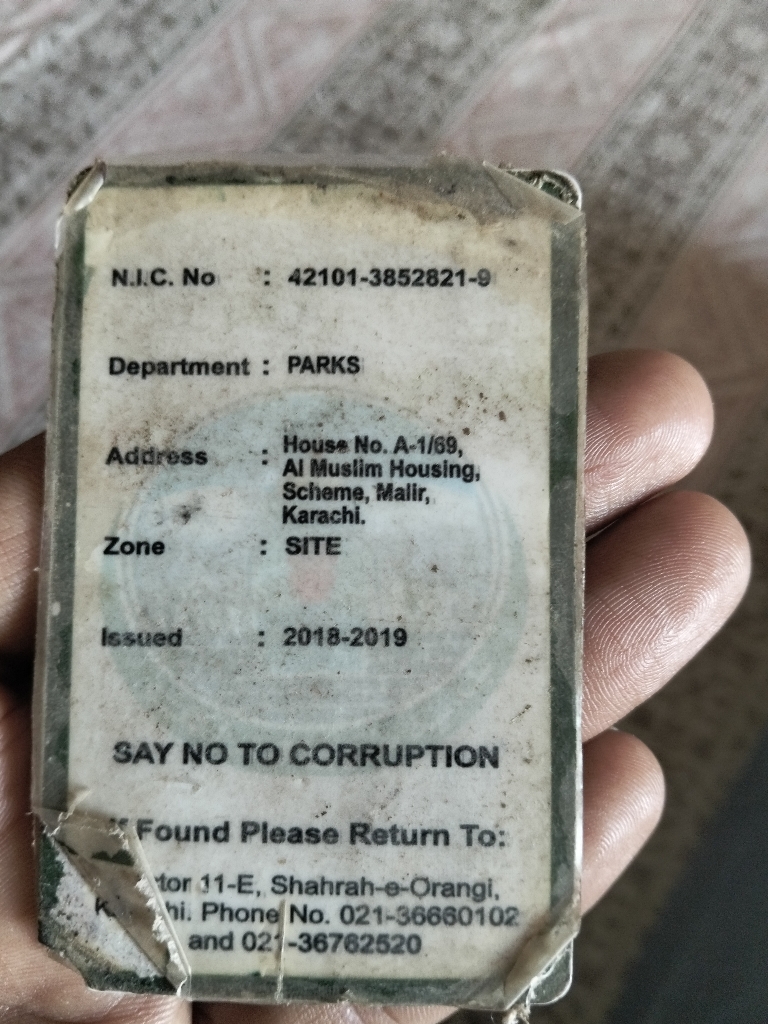 N.I.C. No : 42101-3852821-9
Department : PARKS
Address : House No. A-1/69,
Al Muslim Housing,
Scheme, Malir,
Karachi.
Zone : SITE
Issued : 2018-2019
SAY NO TO CORRUPTION
If Found Please Return To:
11-E, Shahrah-e-Orangi,
Phone No. 021-36660102
and 021-36762520